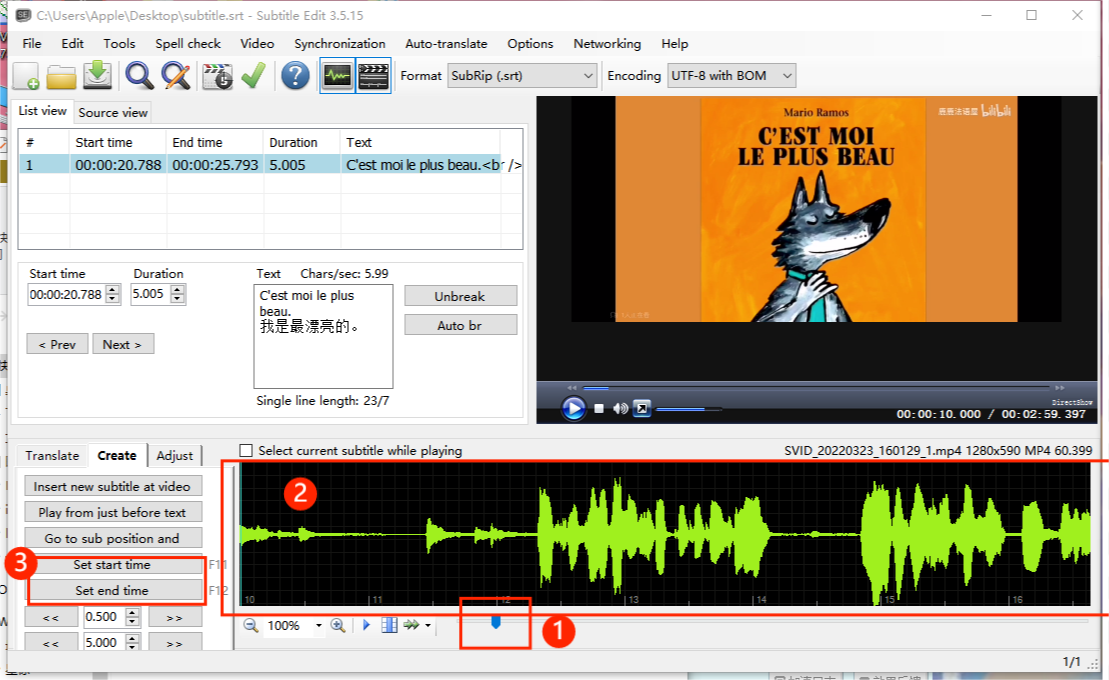 C:\Users\Apple\Desktop\subtitle.srt - Subtitle Edit 3.5.15
File Edit Tools Spell check Video Synchronization Auto-translate Options Networking Help
Format SubRip (.srt) Encoding UTF-8 with BOM
List view Source view
# Start time End time Duration Text
1 00:00:20.788 00:00:25.793 5.005 C'est moi le plus beau.<br />
Mario Ramos
C'EST MOI
LE PLUS BEAU
bilibili
Start time Duration Text Chars/sec: 5.99
00:00:20.788 5.005
C'est moi le plus
beau.
我是最漂亮的。
Unbreak
Auto br
< Prev Next >
Single line length: 23/7
DirectShow
00:00:10.000 / 00:02:59.397
Translate Create Adjust
Select current subtitle while playing SVID_20220323_160129_1.mp4 1280x590 MP4 60.399
Insert new subtitle at video
Play from just before text
Go to sub position and
Set start time F11
Set end time F12
<< 0.500 >>
<< 5.000 >>
2
3
10 11 12 13 14 15 16
100%
1
1/1